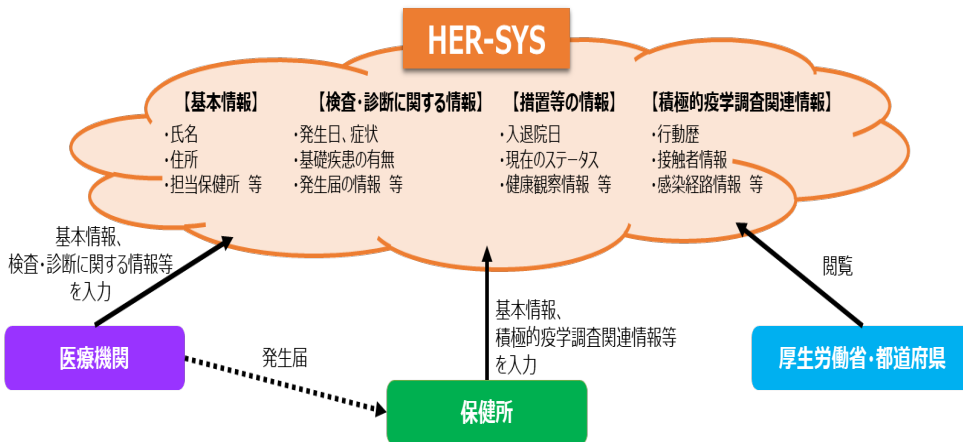 HER-SYS
【基本情報】
・氏名
・住所
・担当保健所 等
【検査・診断に関する情報】
・発生日、症状
・基礎疾患の有無
・発生届の情報 等
【措置等の情報】
・入退院日
・現在のステータス
・健康観察情報 等
【積極的疫学調査関連情報】
・行動歴
・接触者情報
・感染経路情報 等
基本情報、
検査・診断に関する情報等
を入力
医療機関
発生届
基本情報、
積極的疫学調査関連情報等
を入力
保健所
閲覧
厚生労働省・都道府県